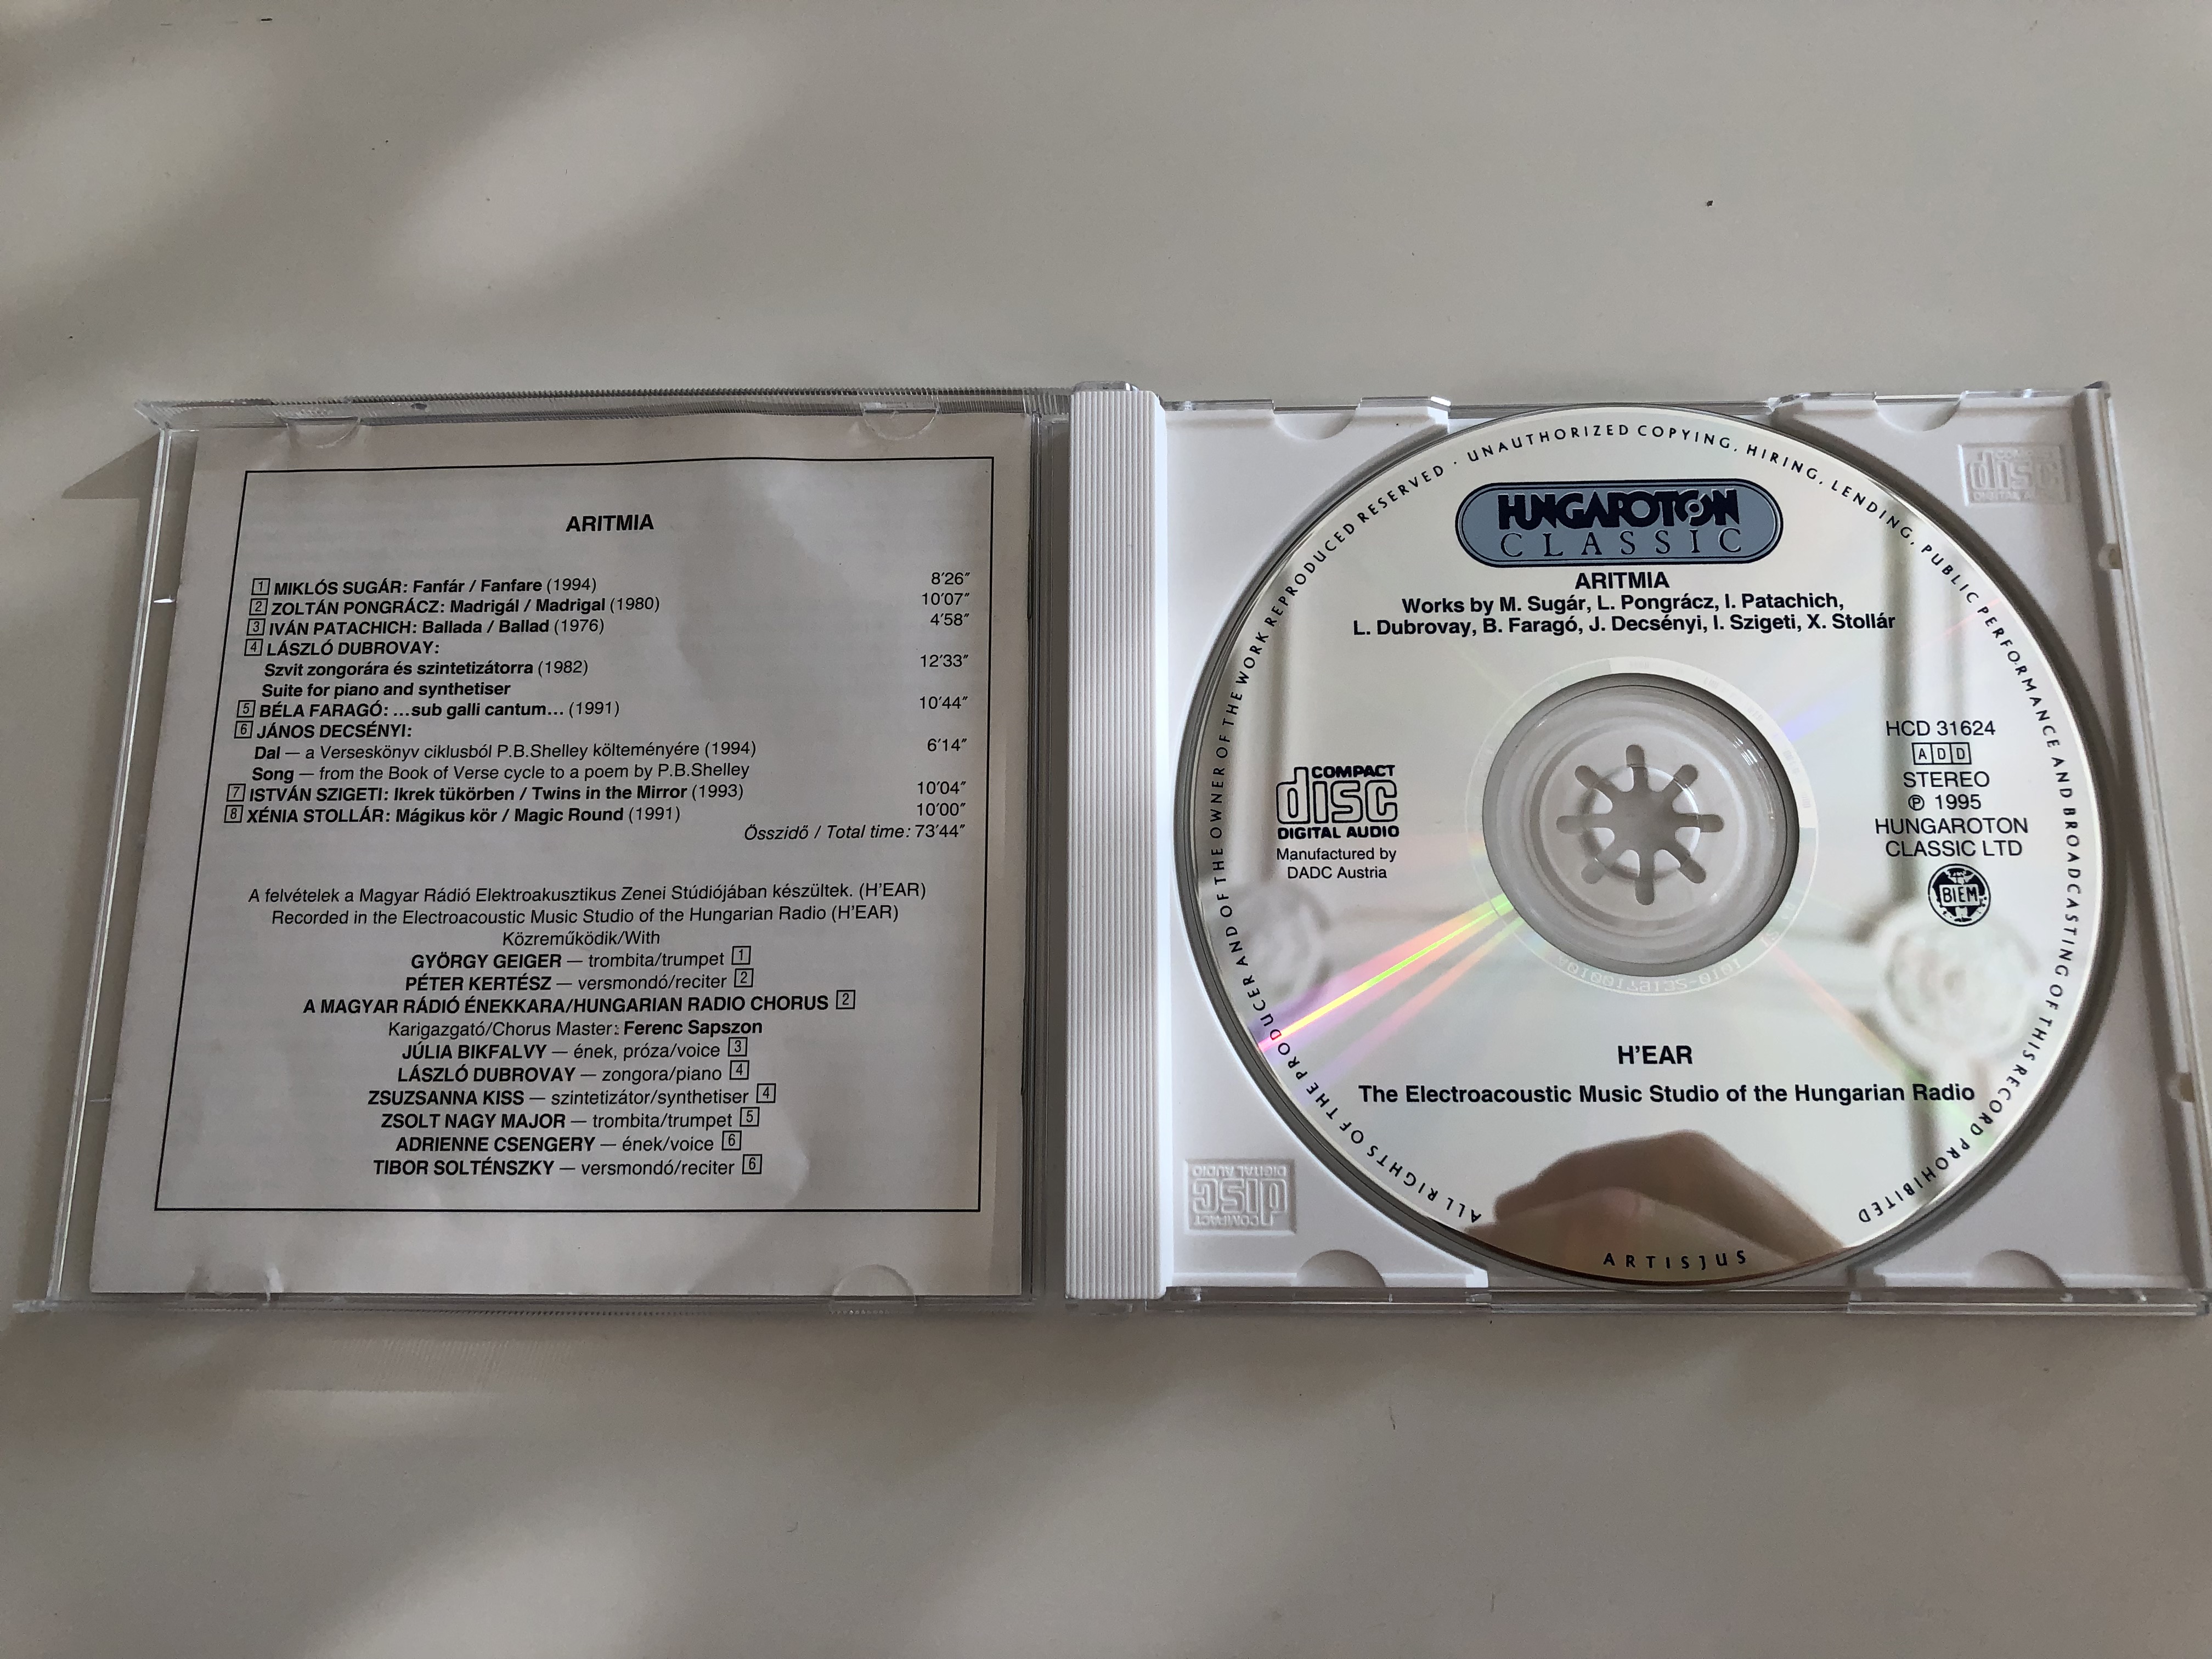 ARITMIA
1 MIKLÓS SUGÁR: Fanfár / Fanfare (1994) 8′26″
2 ZOLTÁN PONGRÁCZ: Madrigál / Madrigal (1980) 10′07″
3 IVÁN PATACHICH: Ballada / Ballad (1976) 4′58″
4 LÁSZLÓ DUBROVAY:
Szvit zongorára és szintetizátorra (1982) 12′33″
Suite for piano and synthetiser
5 BÉLA FARAGÓ: ...sub galli cantum... (1991) 10′44″
6 JÁNOS DECSÉNYI:
Dal — a Verseskönyv ciklusból P.B.Shelley költeményére (1994) 6′14″
Song — from the Book of Verse cycle to a poem by P.B.Shelley
7 ISTVÁN SZIGETI: Ikrek tükörben / Twins in the Mirror (1993) 10′04″
8 XÉNIA STOLLÁR: Mágikus kör / Magic Round (1991) 10′00″
Összidő / Total time: 73′44″
A felvételek a Magyar Rádió Elektroakusztikus Zenei Stúdiójában készültek. (H'EAR)
Recorded in the Electroacoustic Music Studio of the Hungarian Radio (H'EAR)
Közreműködik/With
GYÖRGY GEIGER — trombita/trumpet 1
PÉTER KERTÉSZ — versmondó/reciter 2
A MAGYAR RÁDIÓ ÉNEKKARA/HUNGARIAN RADIO CHORUS 2
Karigazgató/Chorus Master: Ferenc Sapszon
JÚLIA BIKFALVY — ének, próza/voice 3
LÁSZLÓ DUBROVAY — zongora/piano 4
ZSUZSANNA KISS — szintetizátor/synthetiser 4
ZSOLT NAGY MAJOR — trombita/trumpet 5
ADRIENNE CSENGERY — ének/voice 6
TIBOR SOLTÉNSZKY — versmondó/reciter 6
ALL RIGHTS OF THE PRODUCER AND OF THE OWNER OF THE WORK REPRODUCED RESERVED · UNAUTHORIZED COPYING, HIRING, LENDING, PUBLIC PERFORMANCE AND BROADCASTING OF THIS RECORD PROHIBITED
HUNGAROTON
CLASSIC
ARITMIA
Works by M. Sugár, L. Pongrácz, I. Patachich,
L. Dubrovay, B. Faragó, J. Decsényi, I. Szigeti, X. Stollár
COMPACT
disc
DIGITAL AUDIO
Manufactured by
DADC Austria
HCD 31624
ADD
STEREO
℗ 1995
HUNGAROTON
CLASSIC LTD
BIEM
H'EAR
The Electroacoustic Music Studio of the Hungarian Radio
ARTISJUS
COMPACT
disc
DIGITAL AUDIO
COMPACT
disc
DIGITAL AUDIO